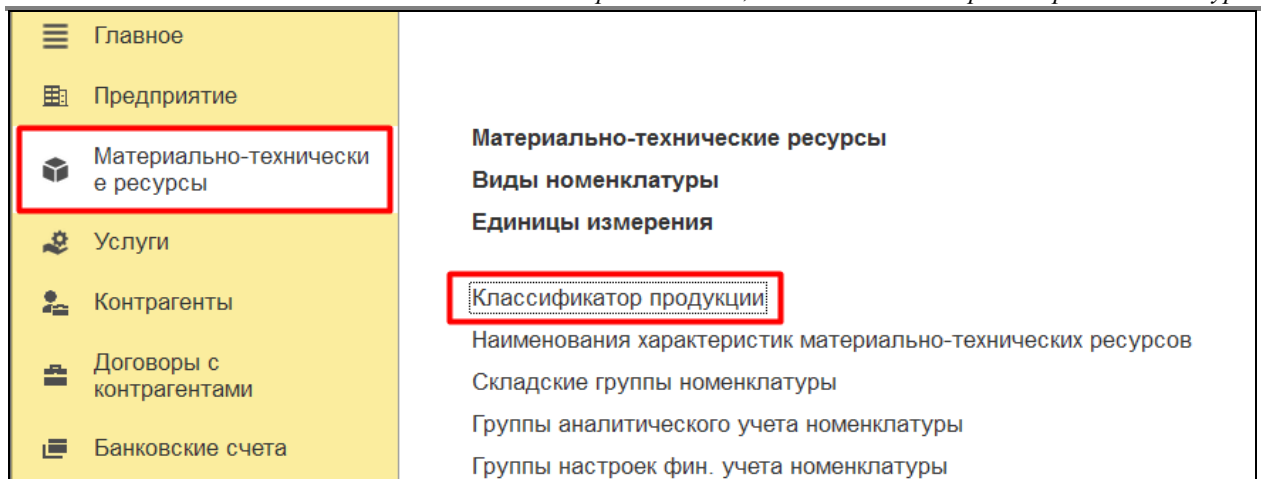 Главное
Предприятие
Материально-технически
е ресурсы
Услуги
Контрагенты
Договоры с
контрагентами
Банковские счета
Материально-технические ресурсы
Виды номенклатуры
Единицы измерения
Классификатор продукции
Наименования характеристик материально-технических ресурсов
Складские группы номенклатуры
Группы аналитического учета номенклатуры
Группы настроек фин. учета номенклатуры